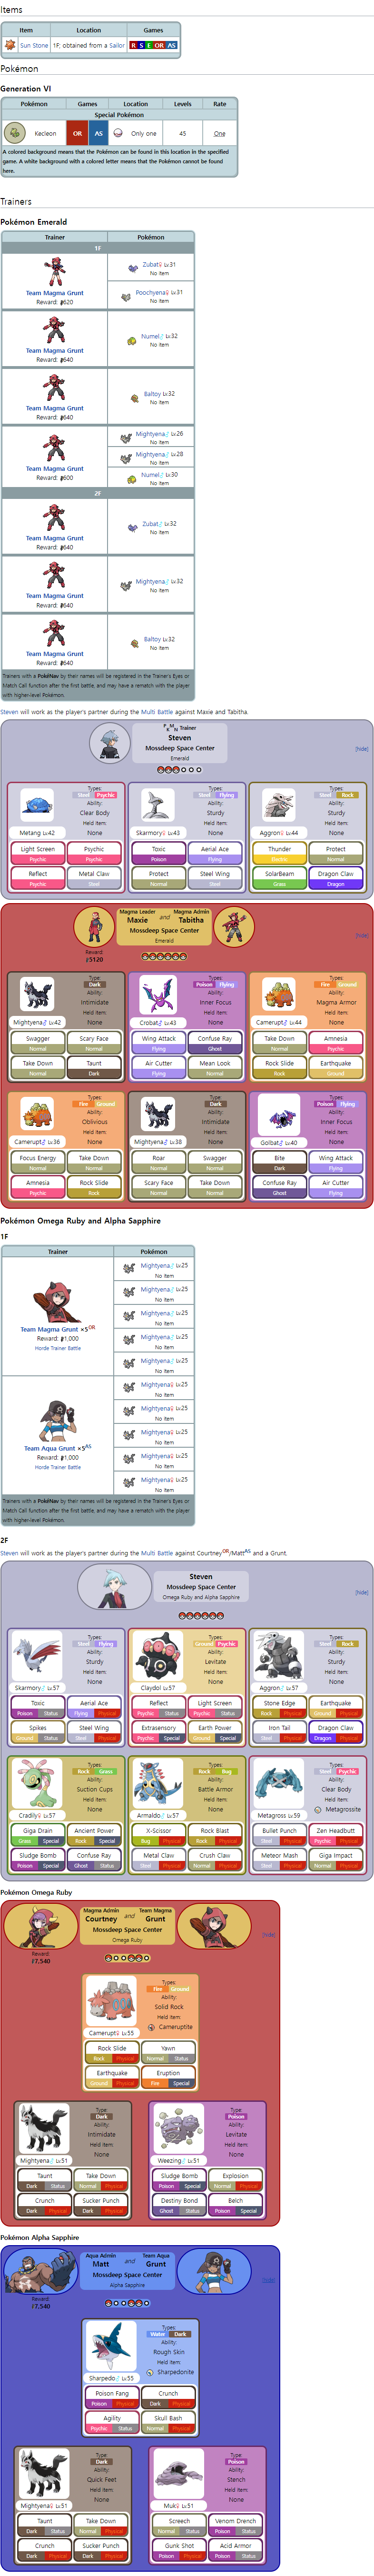 Items
Item Location Games
Sun Stone 1F; obtained from a Sailor R S E OR AS
Pokémon
Generation VI
Pokémon Games Location Levels Rate
Special Pokémon
Kecleon OR AS Only one 45 One
A colored background means that the Pokémon can be found in this location in the specified
game. A white background with a colored letter means that the Pokémon cannot be found
here.
Trainers
Pokémon Emerald
Trainer Pokémon
1F
Team Magma Grunt
Reward: 620
Zubat♀ Lv.31
No item
Poochyena♀ Lv.31
No item
Team Magma Grunt
Reward: 640
Numel♂ Lv.32
No item
Team Magma Grunt
Reward: 640
Baltoy Lv.32
No item
Team Magma Grunt
Reward: 600
Mightyena♂ Lv.26
No item
Mightyena♂ Lv.28
No item
Numel♂ Lv.30
No item
2F
Team Magma Grunt
Reward: 640
Zubat♂ Lv.32
No item
Team Magma Grunt
Reward: 640
Mightyena♂ Lv.32
No item
Team Magma Grunt
Reward: 640
Baltoy Lv.32
No item
Trainers with a PokéNav by their names will be registered in the Trainer's Eyes or
Match Call function after the first battle, and may have a rematch with the player
with higher-level Pokémon.
Steven will work as the player's partner during the Multi Battle against Maxie and Tabitha.
PKMN Trainer
Steven
Mossdeep Space Center
Emerald
[hide]
Types:
Steel Psychic
Ability:
Clear Body
Held item:
None
Metang Lv.42
Light Screen Psychic
Psychic Psychic
Reflect Metal Claw
Psychic Steel
Types:
Steel Flying
Ability:
Sturdy
Held item:
None
Skarmory♂ Lv.43
Toxic Aerial Ace
Poison Flying
Protect Steel Wing
Normal Steel
Types:
Steel Rock
Ability:
Sturdy
Held item:
None
Aggron♂ Lv.44
Thunder Protect
Electric Normal
SolarBeam Dragon Claw
Grass Dragon
Magma Leader Magma Admin
Maxie and Tabitha
Mossdeep Space Center
Emerald
Reward:
5120
[hide]
Type:
Dark
Ability:
Intimidate
Held item:
None
Mightyena♂ Lv.42
Swagger Scary Face
Normal Normal
Take Down Taunt
Normal Dark
Types:
Poison Flying
Ability:
Inner Focus
Held item:
None
Crobat♂ Lv.43
Wing Attack Confuse Ray
Flying Ghost
Air Cutter Mean Look
Flying Normal
Types:
Fire Ground
Ability:
Magma Armor
Held item:
None
Camerupt♂ Lv.44
Take Down Amnesia
Normal Psychic
Rock Slide Earthquake
Rock Ground
Types:
Fire Ground
Ability:
Oblivious
Held item:
None
Camerupt♂ Lv.36
Focus Energy Take Down
Normal Normal
Amnesia Rock Slide
Psychic Rock
Type:
Dark
Ability:
Intimidate
Held item:
None
Mightyena♂ Lv.38
Roar Swagger
Normal Normal
Scary Face Take Down
Normal Normal
Types:
Poison Flying
Ability:
Inner Focus
Held item:
None
Golbat♂ Lv.40
Bite Wing Attack
Dark Flying
Confuse Ray Air Cutter
Ghost Flying
Pokémon Omega Ruby and Alpha Sapphire
1F
Trainer Pokémon
Team Magma Grunt ×5 OR
Reward: 1,000
Horde Trainer Battle
Mightyena♂ Lv.25
No item
Mightyena♀ Lv.25
No item
Mightyena♂ Lv.25
No item
Mightyena♂ Lv.25
No item
Mightyena♂ Lv.25
No item
Team Aqua Grunt ×5 AS
Reward: 1,000
Horde Trainer Battle
Mightyena♀ Lv.25
No item
Mightyena♀ Lv.25
No item
Mightyena♂ Lv.25
No item
Mightyena♂ Lv.25
No item
Mightyena♀ Lv.25
No item
Trainers with a PokéNav by their names will be registered in the Trainer's Eyes or
Match Call function after the first battle, and may have a rematch with the player
with higher-level Pokémon.
2F
Steven will work as the player's partner during the Multi Battle against Courtney OR/Matt AS and a Grunt.
Steven
Mossdeep Space Center
Omega Ruby and Alpha Sapphire
[hide]
Types:
Steel Flying
Ability:
Sturdy
Held item:
None
Skarmory♂ Lv.57
Toxic Aerial Ace
Poison Status Flying Physical
Spikes Steel Wing
Ground Status Steel Physical
Types:
Ground Psychic
Ability:
Levitate
Held item:
None
Claydol Lv.57
Reflect Light Screen
Psychic Status Psychic Status
Extrasensory Earth Power
Psychic Special Ground Special
Types:
Steel Rock
Ability:
Sturdy
Held item:
None
Aggron♂ Lv.57
Stone Edge Earthquake
Rock Physical Ground Physical
Iron Tail Dragon Claw
Steel Physical Dragon Physical
Types:
Rock Grass
Ability:
Suction Cups
Held item:
None
Cradily♀ Lv.57
Giga Drain Ancient Power
Grass Special Rock Special
Sludge Bomb Confuse Ray
Poison Special Ghost Status
Types:
Rock Bug
Ability:
Battle Armor
Held item:
None
Armaldo♂ Lv.57
X-Scissor Rock Blast
Bug Physical Rock Physical
Metal Claw Crush Claw
Steel Physical Normal Physical
Types:
Steel Psychic
Ability:
Clear Body
Held item:
Metagrossite
Metagross Lv.59
Bullet Punch Zen Headbutt
Steel Physical Psychic Physical
Meteor Mash Giga Impact
Steel Physical Normal Physical
Pokémon Omega Ruby
Magma Admin Team Magma
Courtney and Grunt
Mossdeep Space Center
Omega Ruby
Reward:
7,540
[hide]
Types:
Fire Ground
Ability:
Solid Rock
Held item:
Cameruptite
Camerupt♀ Lv.55
Rock Slide Yawn
Rock Physical Normal Status
Earthquake Eruption
Ground Physical Fire Special
Type:
Dark
Ability:
Intimidate
Held item:
None
Mightyena♂ Lv.51
Taunt Take Down
Dark Status Normal Physical
Crunch Sucker Punch
Dark Physical Dark Physical
Type:
Poison
Ability:
Levitate
Held item:
None
Weezing♂ Lv.51
Sludge Bomb Explosion
Poison Special Normal Physical
Destiny Bond Belch
Ghost Status Poison Special
Pokémon Alpha Sapphire
Aqua Admin Team Aqua
Matt and Grunt
Mossdeep Space Center
Alpha Sapphire
Reward:
7,540
Types:
Water Dark
Ability:
Rough Skin
Held item:
Sharpedonite
Sharpedo♂ Lv.55
Poison Fang Crunch
Poison Physical Dark Physical
Agility Skull Bash
Psychic Status Normal Physical
Type:
Dark
Ability:
Quick Feet
Held item:
None
Mightyena♂ Lv.51
Taunt Take Down
Dark Status Normal Physical
Crunch Sucker Punch
Dark Physical Dark Physical
Type:
Poison
Ability:
Stench
Held item:
None
Muk♂ Lv.51
Screech Venom Drench
Normal Status Poison Status
Gunk Shot Acid Armor
Poison Physical Poison Status